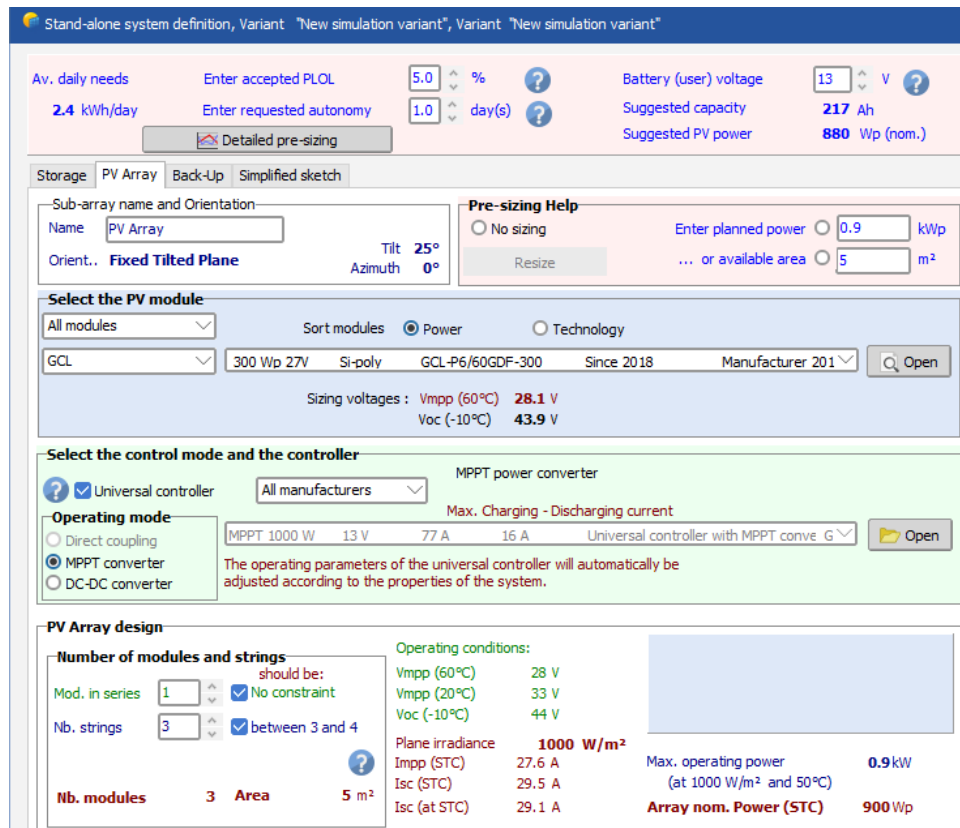 Stand-alone system definition, Variant "New simulation variant", Variant "New simulation variant"
Av. daily needs Enter accepted PLOL 5.0 % ? Battery (user) voltage 13 V ?
2.4 kWh/day Enter requested autonomy 1.0 day(s) ? Suggested capacity 217 Ah
Detailed pre-sizing Suggested PV power 880 Wp (nom.)
Storage PV Array Back-Up Simplified sketch
Sub-array name and Orientation
Name PV Array
Orient.. Fixed Tilted Plane
Tilt 25°
Azimuth 0°
Pre-sizing Help
No sizing Enter planned power 0.9 kWp
Resize ... or available area 5 m²
Select the PV module
All modules Sort modules Power Technology
GCL 300 Wp 27V Si-poly GCL-P6/60GDF-300 Since 2018 Manufacturer 201 Open
Sizing voltages : Vmpp (60°C) 28.1 V
Voc (-10°C) 43.9 V
Select the control mode and the controller
? Universal controller All manufacturers MPPT power converter
Operating mode
Direct coupling
MPPT converter
DC-DC converter
Max. Charging - Discharging current
MPPT 1000 W 13 V 77 A 16 A Universal controller with MPPT conve G Open
The operating parameters of the universal controller will automatically be
adjusted according to the properties of the system.
PV Array design
Number of modules and strings
should be:
Mod. in series 1 No constraint
Nb. strings 3 between 3 and 4
?
Nb. modules 3 Area 5 m²
Operating conditions:
Vmpp (60°C) 28 V
Vmpp (20°C) 33 V
Voc (-10°C) 44 V
Plane irradiance 1000 W/m²
Impp (STC) 27.6 A
Isc (STC) 29.5 A
Isc (at STC) 29.1 A
Max. operating power 0.9 kW
(at 1000 W/m² and 50°C)
Array nom. Power (STC) 900 Wp